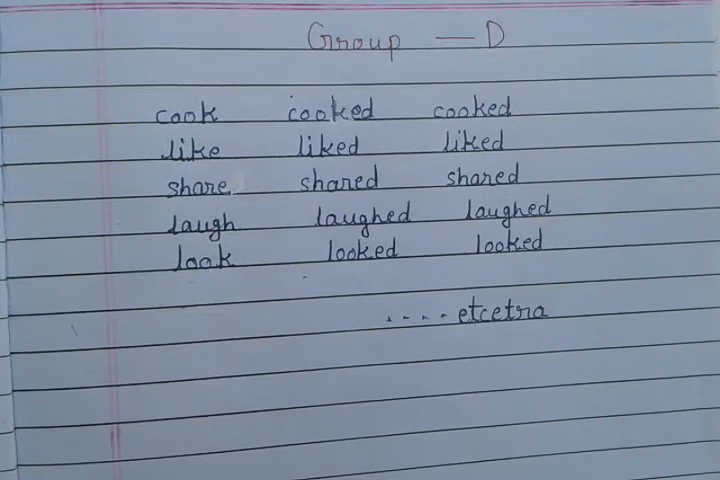 Group — D
cook cooked cooked
like liked liked
share shared shared
laugh laughed laughed
look looked looked
.... etcetra